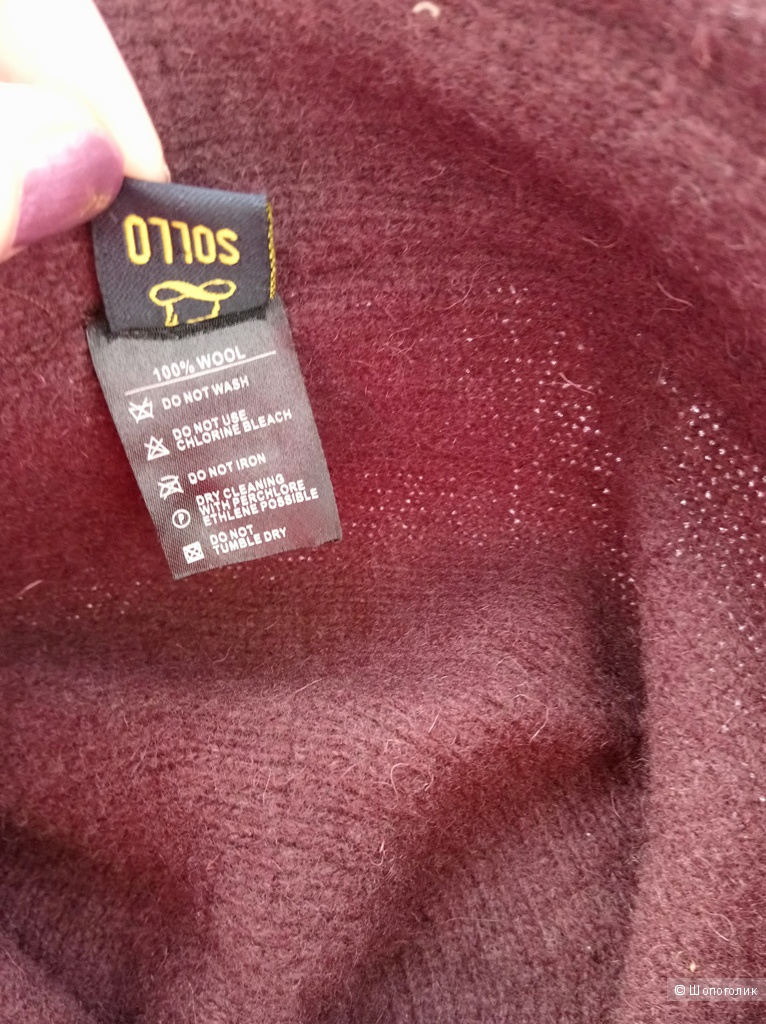 SOLLO
100% WOOL
DO NOT WASH
DO NOT USE
CHLORINE BLEACH
DO NOT IRON
DRY CLEANING
WITH PERCHLORE
ETHLENE POSSIBLE
P
DO NOT
TUMBLE DRY
© Шопоголик